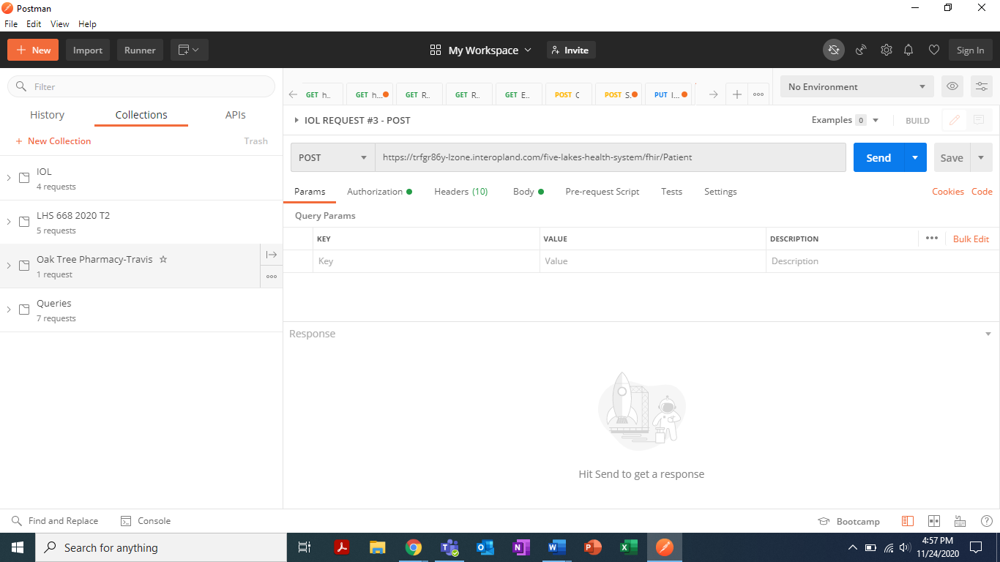 Postman
File Edit View Help
+ New Import Runner My Workspace Invite Sign In
Filter
History Collections APIs
+ New Collection Trash
IOL
4 requests
LHS 668 2020 T2
5 requests
Oak Tree Pharmacy-Travis
1 request
Queries
7 requests
GET h.. GET h... GET R.. GET R.. GET E.. POST C POST S. PUT I...
No Environment
IOL REQUEST #3 - POST Examples 0 BUILD
POST https://trfgr86y-lzone.interopland.com/five-lakes-health-system/fhir/Patient Send Save
Params Authorization Headers (10) Body Pre-request Script Tests Settings Cookies Code
Query Params
KEY VALUE DESCRIPTION Bulk Edit
Key Value Description
Response
Hit Send to get a response
Find and Replace Console Bootcamp
Search for anything
4:57 PM
11/24/2020